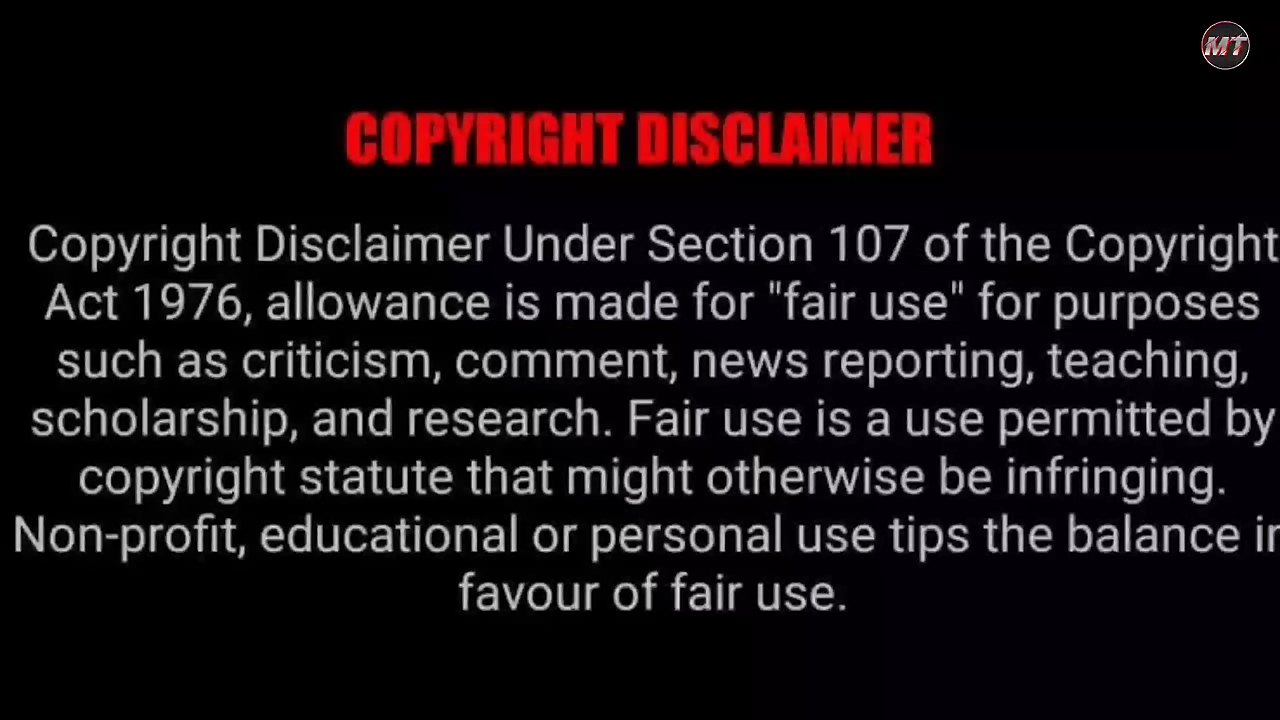 MT
COPYRIGHT DISCLAIMER
Copyright Disclaimer Under Section 107 of the Copyright
Act 1976, allowance is made for "fair use" for purposes
such as criticism, comment, news reporting, teaching,
scholarship, and research. Fair use is a use permitted by
copyright statute that might otherwise be infringing.
Non-profit, educational or personal use tips the balance in
favour of fair use.